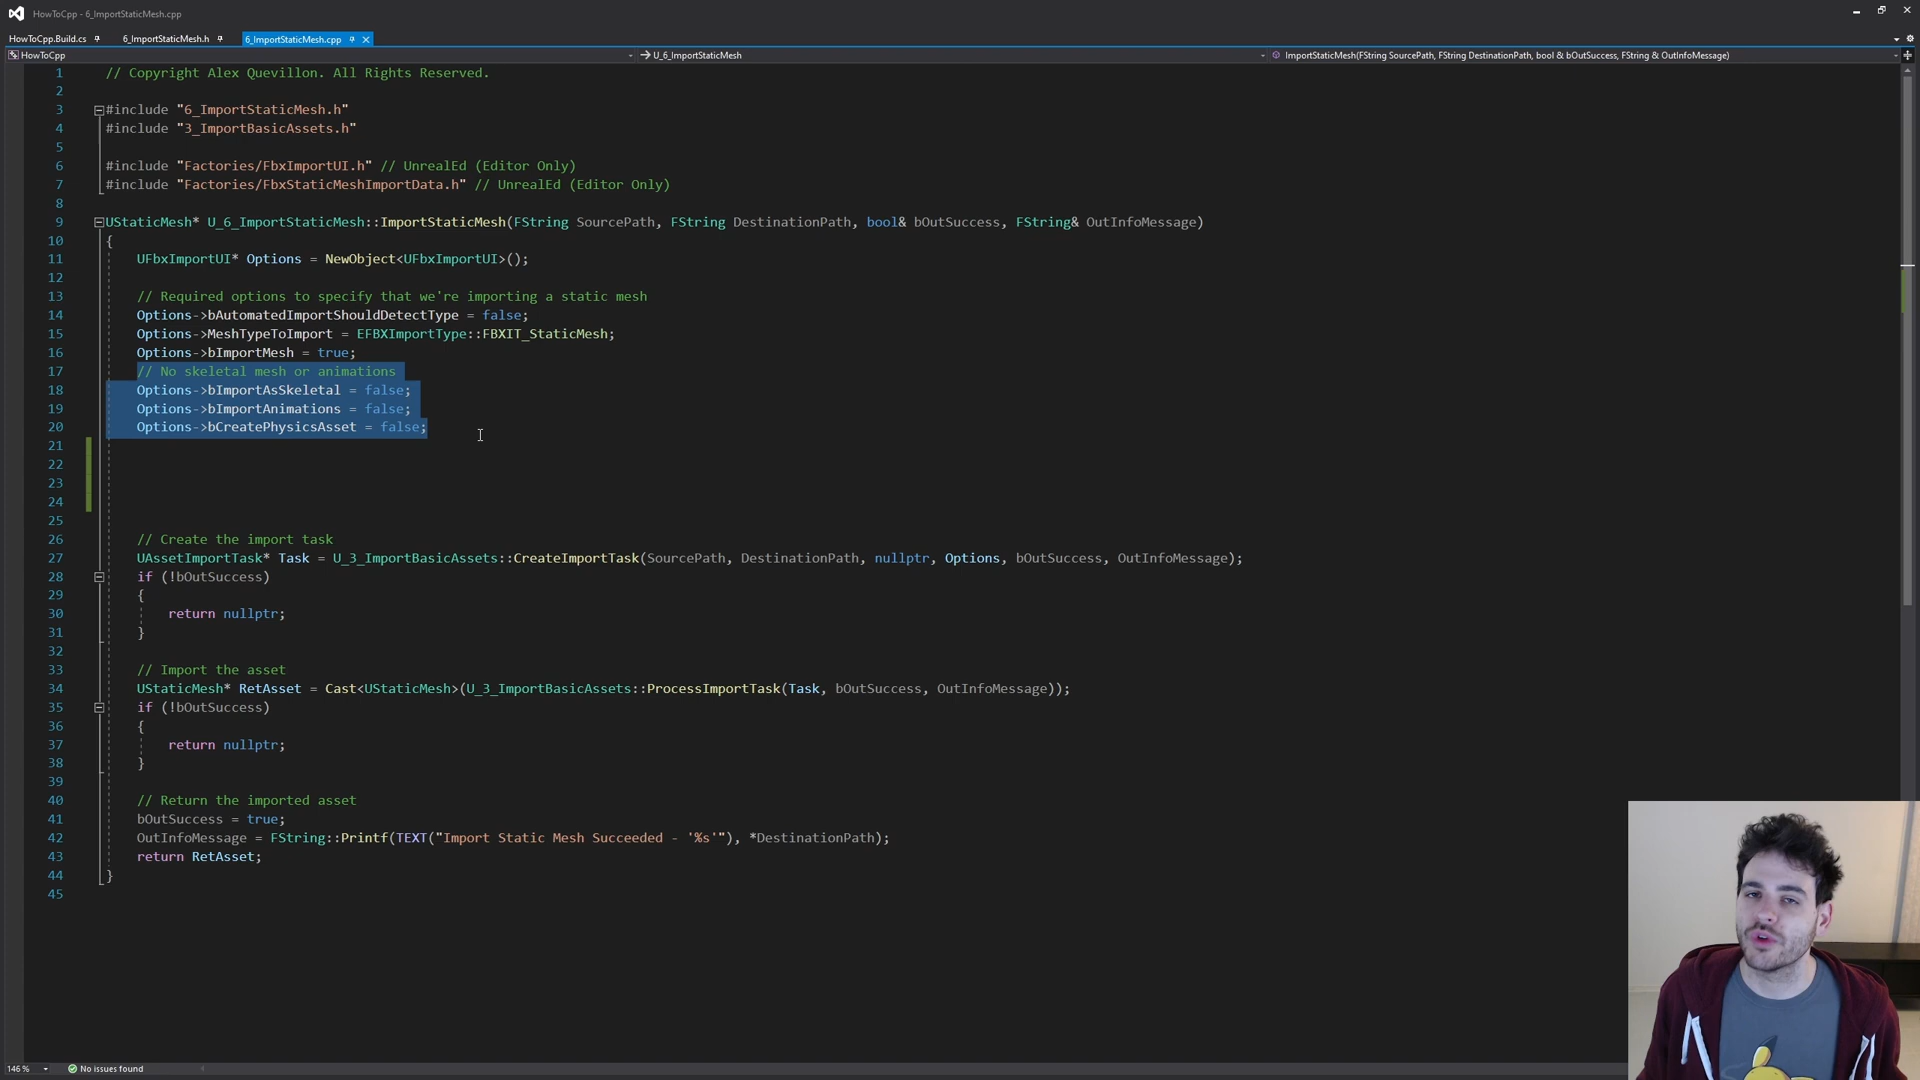 HowToCpp - 6_ImportStaticMesh.cpp
HowToCpp.Build.cs 6_ImportStaticMesh.h 6_ImportStaticMesh.cpp
HowToCpp U_6_ImportStaticMesh ImportStaticMesh(FString SourcePath, FString DestinationPath, bool & bOutSuccess, FString & OutInfoMessage)
1 // Copyright Alex Quevillon. All Rights Reserved.
2
3 #include "6_ImportStaticMesh.h"
4 #include "3_ImportBasicAssets.h"
5
6 #include "Factories/FbxImportUI.h" // UnrealEd (Editor Only)
7 #include "Factories/FbxStaticMeshImportData.h" // UnrealEd (Editor Only)
8
9 UStaticMesh* U_6_ImportStaticMesh::ImportStaticMesh(FString SourcePath, FString DestinationPath, bool& bOutSuccess, FString& OutInfoMessage)
10 {
11 UFbxImportUI* Options = NewObject<UFbxImportUI>();
12
13 // Required options to specify that we're importing a static mesh
14 Options->bAutomatedImportShouldDetectType = false;
15 Options->MeshTypeToImport = EFBXImportType::FBXIT_StaticMesh;
16 Options->bImportMesh = true;
17 // No skeletal mesh or animations
18 Options->bImportAsSkeletal = false;
19 Options->bImportAnimations = false;
20 Options->bCreatePhysicsAsset = false;
21
22
23
24
25
26 // Create the import task
27 UAssetImportTask* Task = U_3_ImportBasicAssets::CreateImportTask(SourcePath, DestinationPath, nullptr, Options, bOutSuccess, OutInfoMessage);
28 if (!bOutSuccess)
29 {
30 return nullptr;
31 }
32
33 // Import the asset
34 UStaticMesh* RetAsset = Cast<UStaticMesh>(U_3_ImportBasicAssets::ProcessImportTask(Task, bOutSuccess, OutInfoMessage));
35 if (!bOutSuccess)
36 {
37 return nullptr;
38 }
39
40 // Return the imported asset
41 bOutSuccess = true;
42 OutInfoMessage = FString::Printf(TEXT("Import Static Mesh Succeeded - '%s'"), *DestinationPath);
43 return RetAsset;
44 }
45
146 % No issues found